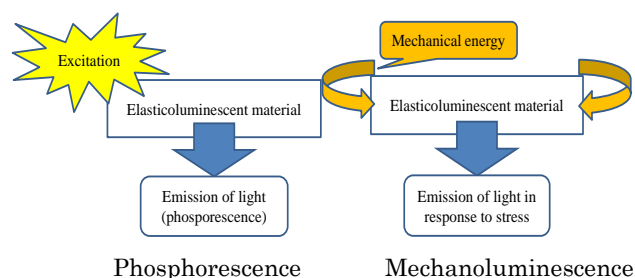 Mechanical energy
Excitation
Elasticoluminescent material
Elasticoluminescent material
Emission of light
(phosporescence)
Emission of light in
response to stress
Phosphorescence
Mechanoluminescence